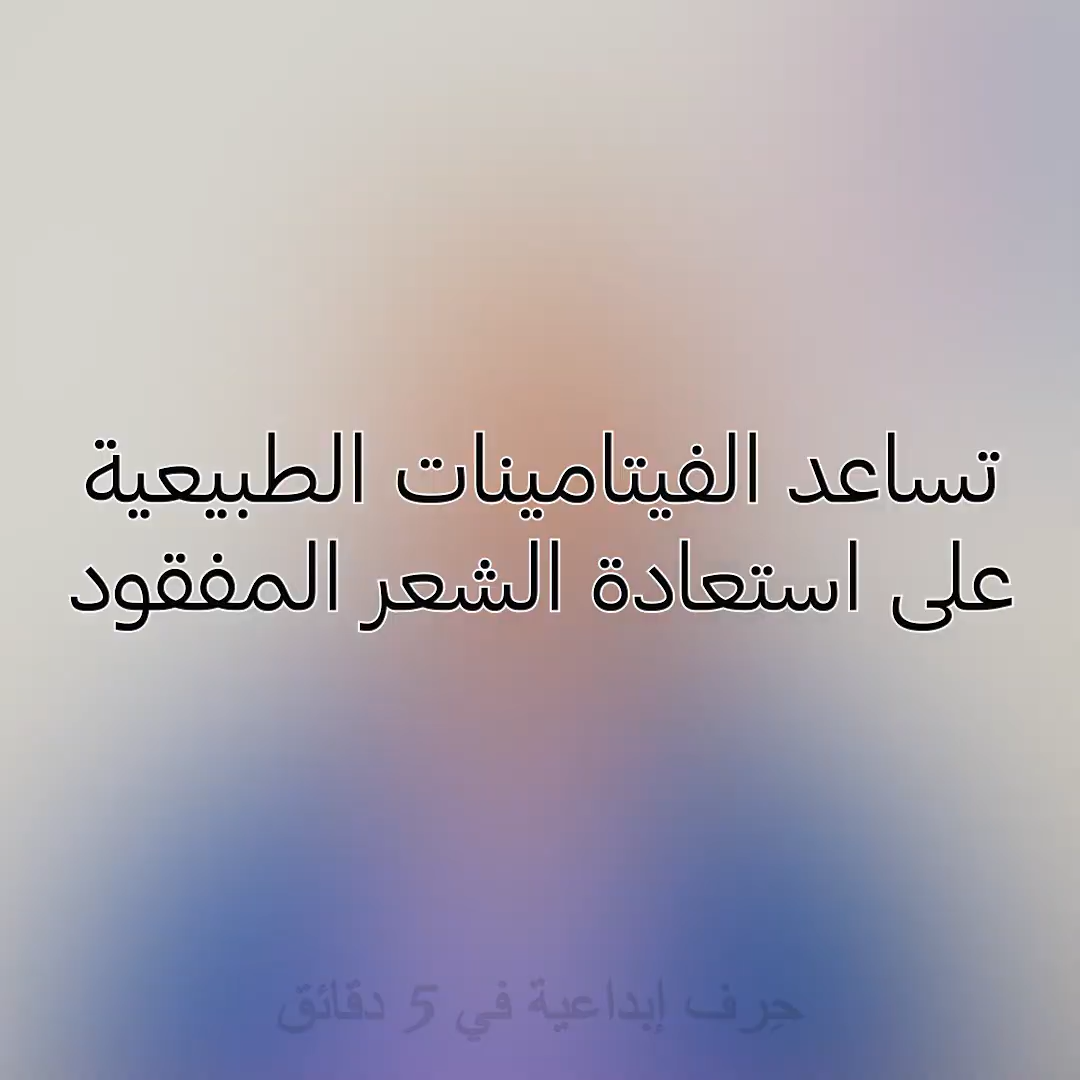 تساعد الفيتامينات الطبيعية
على استعادة الشعر المفقود
حِرف إبداعية في 5 دقائق